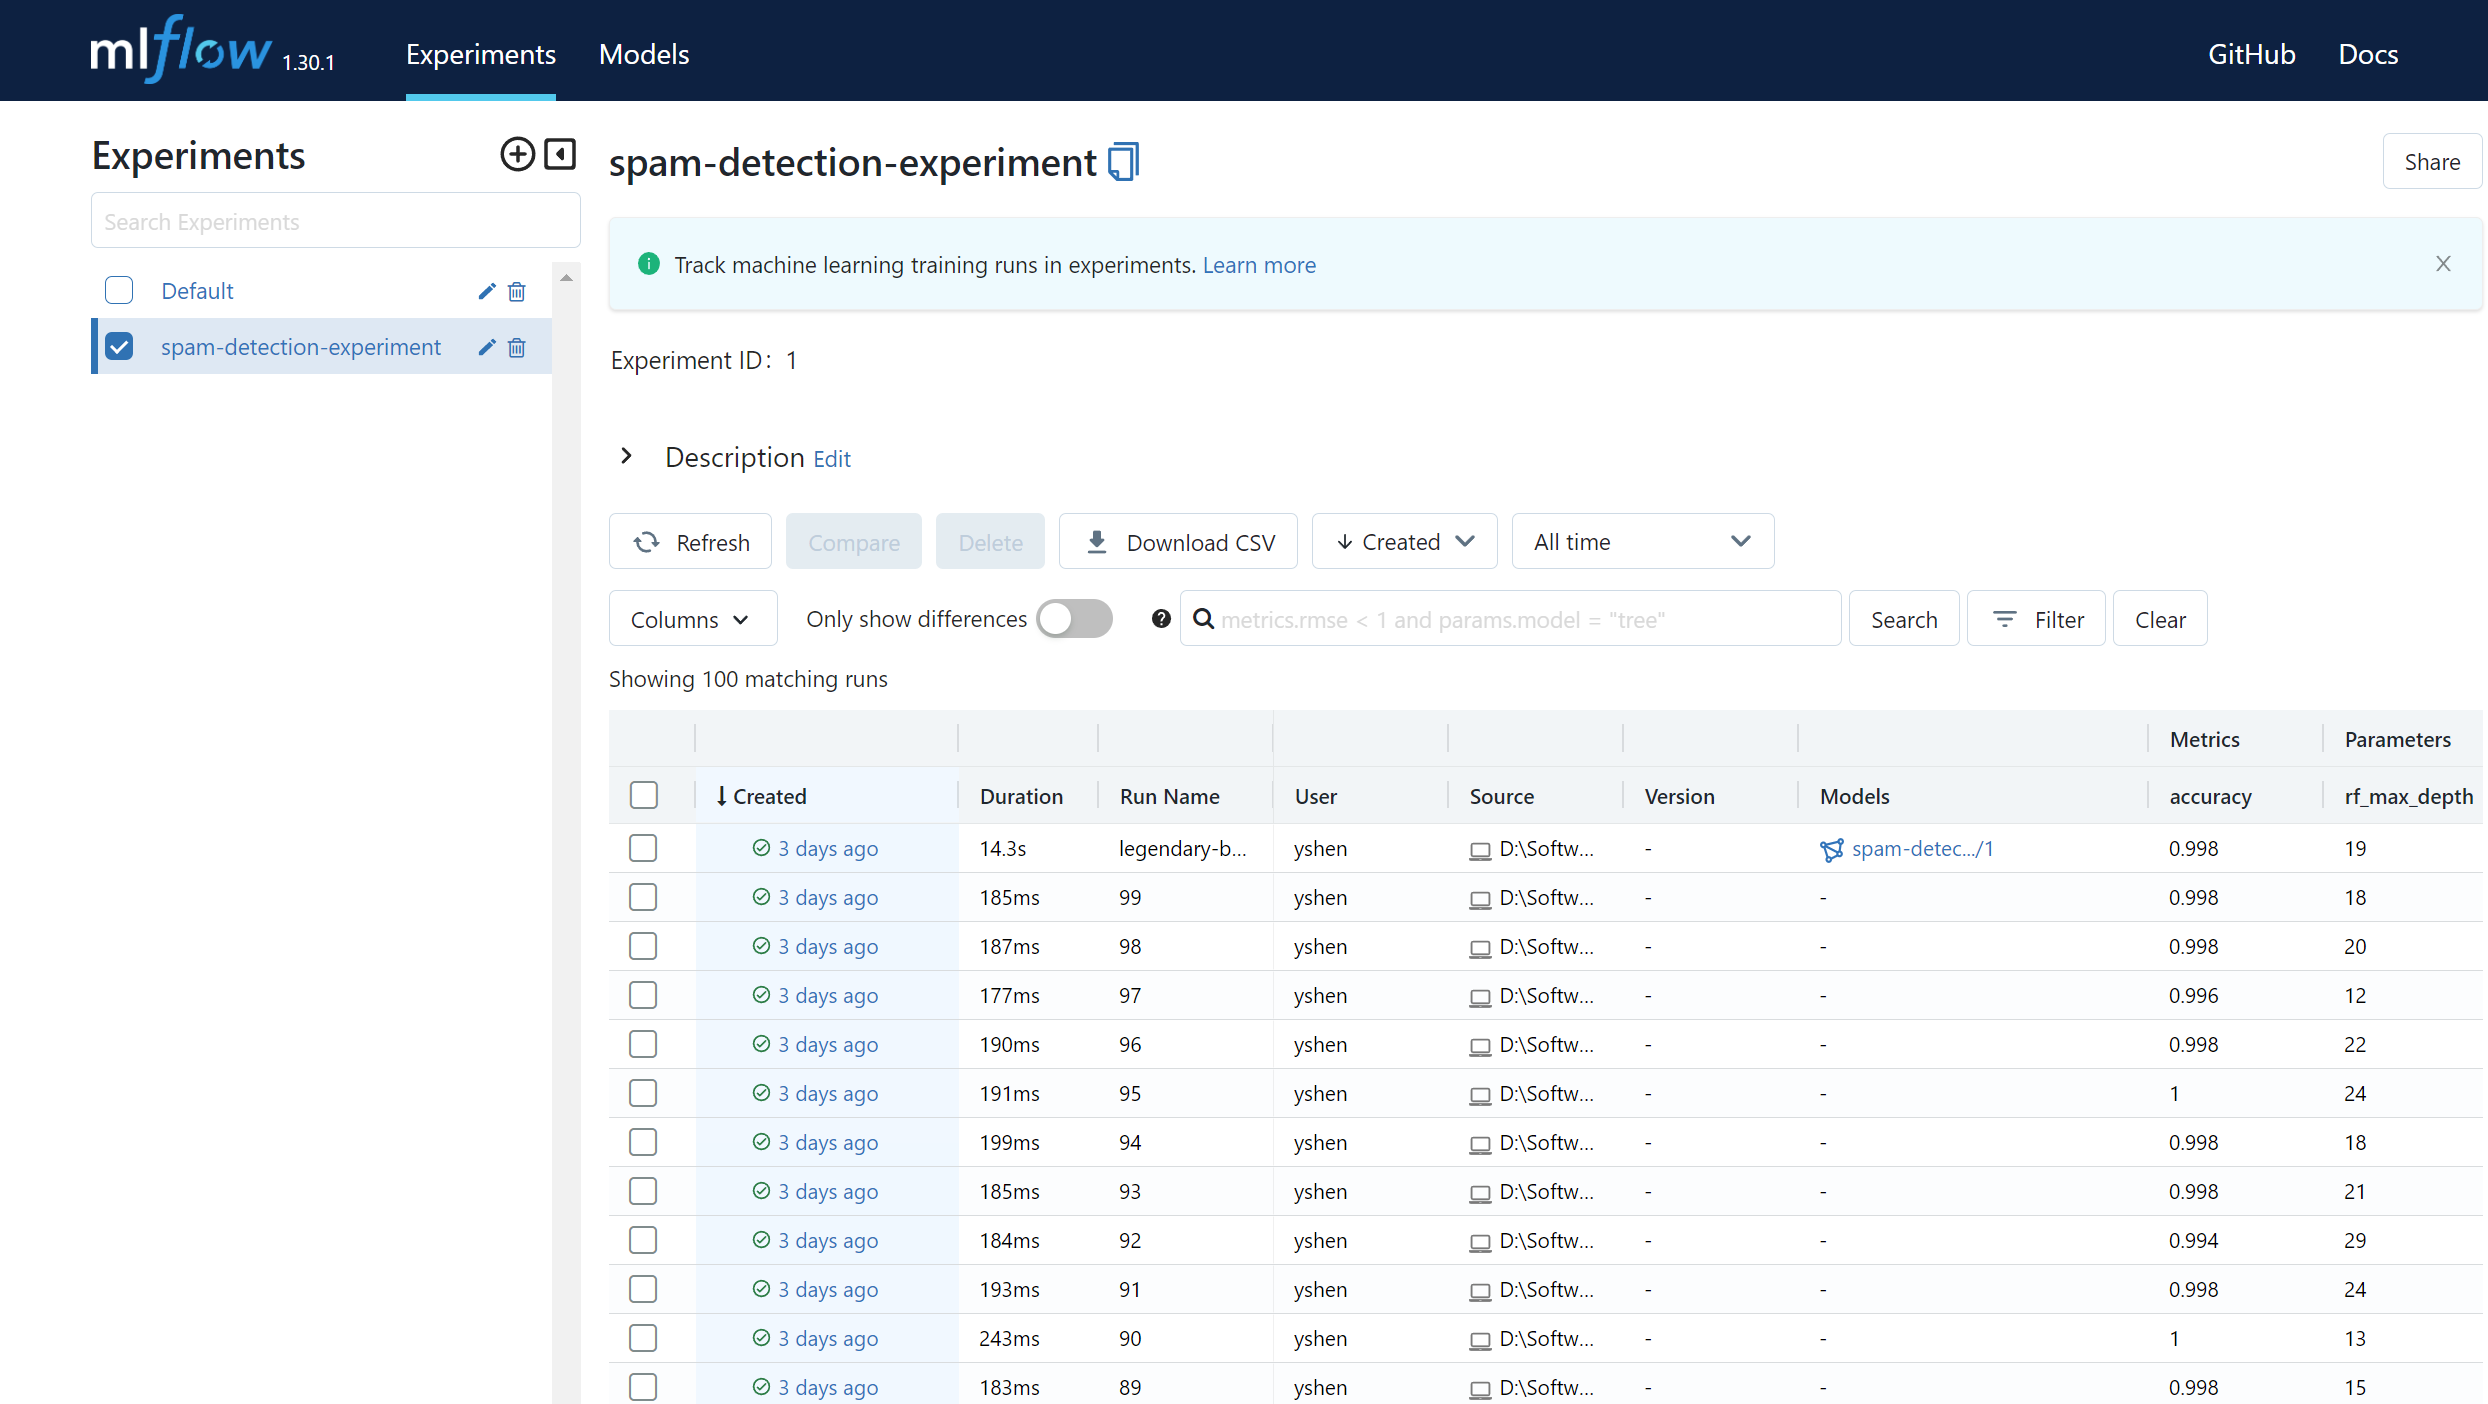 mlflow 1.30.1 Experiments Models GitHub Docs
Experiments
Search Experiments
Default
spam-detection-experiment
spam-detection-experiment Share
Track machine learning training runs in experiments. Learn more
Experiment ID: 1
Description Edit
Refresh Compare Delete Download CSV ↓ Created All time
Columns Only show differences metrics.rmse < 1 and params.model = "tree" Search Filter Clear
Showing 100 matching runs
Metrics Parameters
↓ Created Duration Run Name User Source Version Models accuracy rf_max_depth
3 days ago 14.3s legendary-b... yshen D:\Softw... - spam-detec.../1 0.998 19
3 days ago 185ms 99 yshen D:\Softw... - - 0.998 18
3 days ago 187ms 98 yshen D:\Softw... - - 0.998 20
3 days ago 177ms 97 yshen D:\Softw... - - 0.996 12
3 days ago 190ms 96 yshen D:\Softw... - - 0.998 22
3 days ago 191ms 95 yshen D:\Softw... - - 1 24
3 days ago 199ms 94 yshen D:\Softw... - - 0.998 18
3 days ago 185ms 93 yshen D:\Softw... - - 0.998 21
3 days ago 184ms 92 yshen D:\Softw... - - 0.994 29
3 days ago 193ms 91 yshen D:\Softw... - - 0.998 24
3 days ago 243ms 90 yshen D:\Softw... - - 1 13
3 days ago 183ms 89 yshen D:\Softw... - - 0.998 15